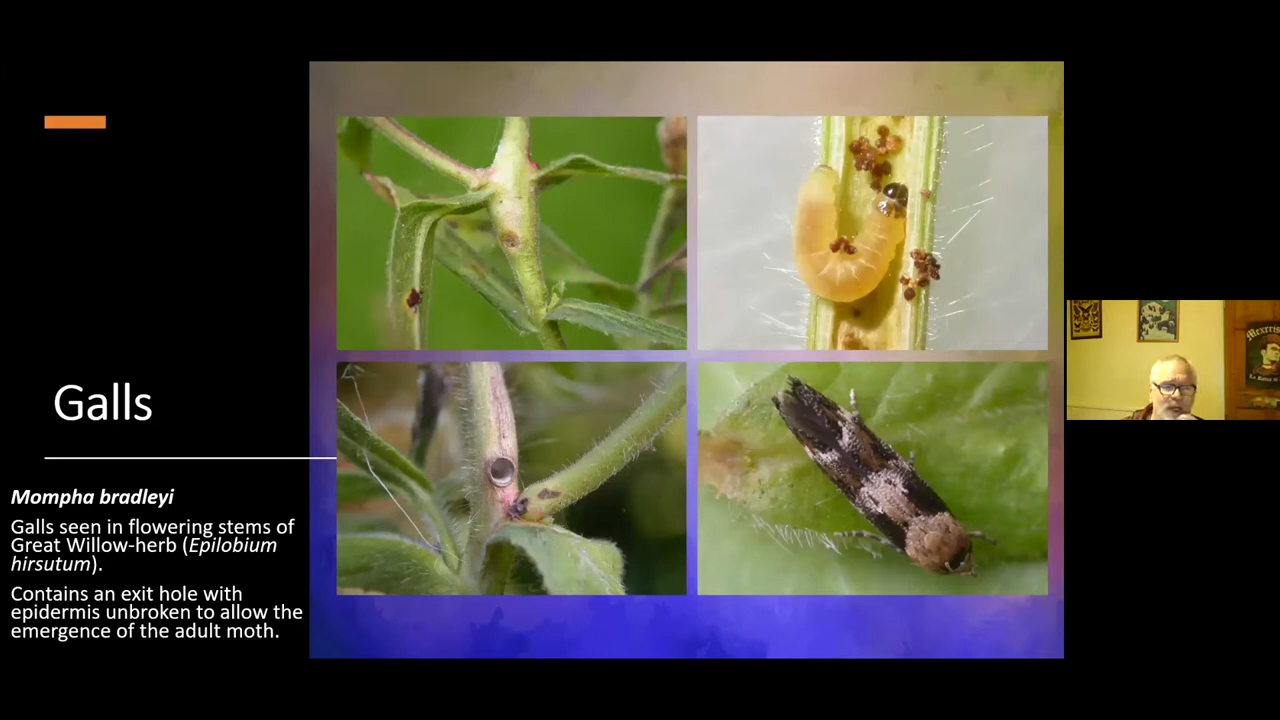 Galls
Mompha bradleyi
Galls seen in flowering stems of
Great Willow-herb (Epilobium
hirsutum).
Contains an exit hole with
epidermis unbroken to allow the
emergence of the adult moth.